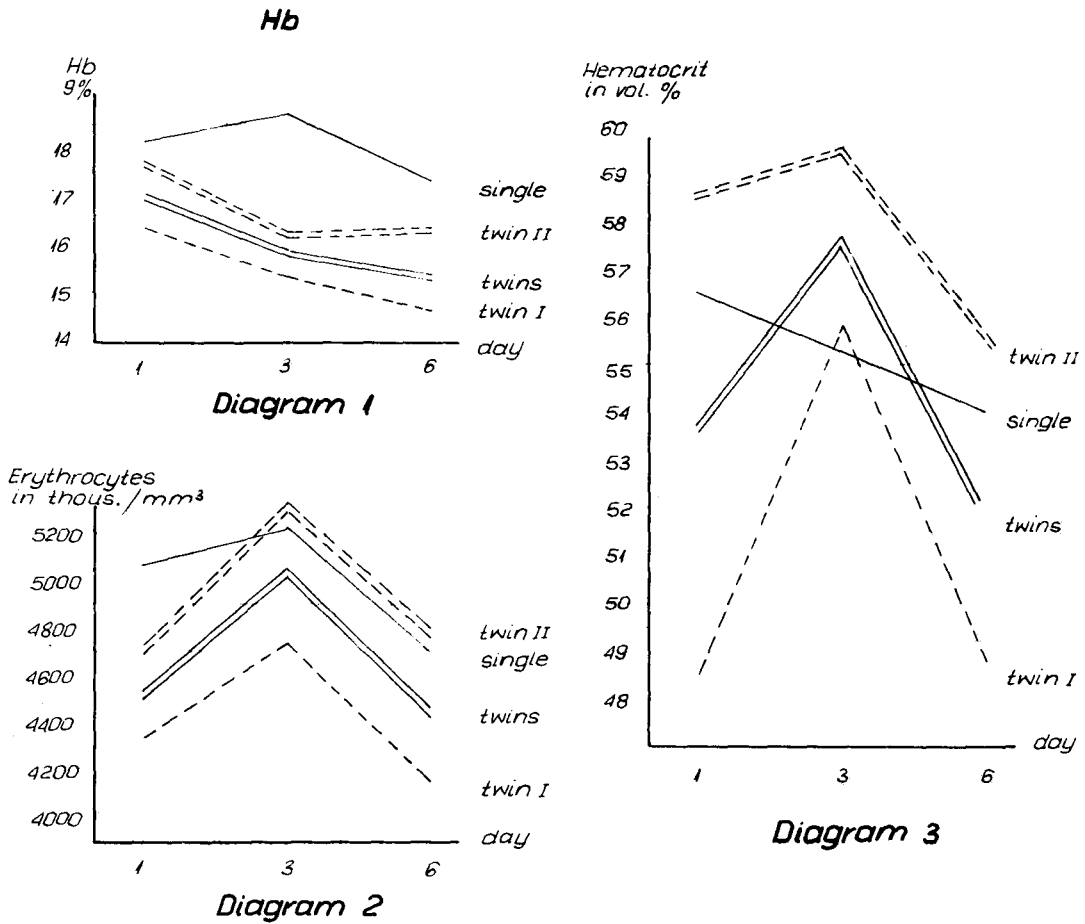 Hb
Hb
9%
18
17
16
15
14
1
3
6
day
single
twin II
twins
twin I
Diagram 1
Erythrocytes
in thous./mm³
5200
5000
4800
4600
4400
4200
4000
1
3
6
day
twin II
single
twins
twin I
Diagram 2
Hematocrit
in vol. %
60
59
58
57
56
55
54
53
52
51
50
49
48
1
3
6
day
twin II
single
twins
twin I
Diagram 3